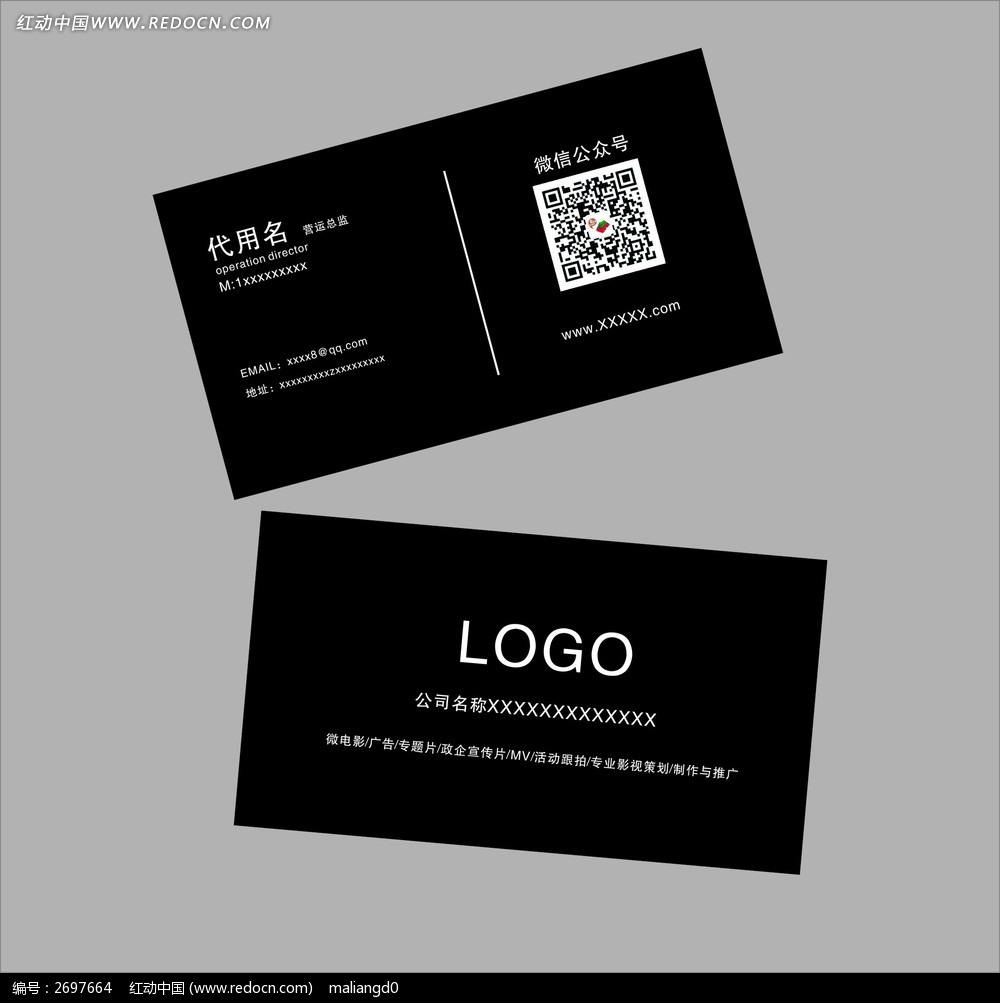 红动中国WWW.REDOCN.COM
微信公众号
代用名 营运总监
operation director
M:1xxxxxxxxx
www.XXXXX.com
EMAIL：xxxx8@qq.com
地址：xxxxxxxxxzxxxxxxxxx
LOGO
公司名称XXXXXXXXXXXXX
微电影/广告/专题片/政企宣传片/MV/活动跟拍/专业影视策划/制作与推广
编号：2697664 红动中国 (www.redocn.com) maliangd0